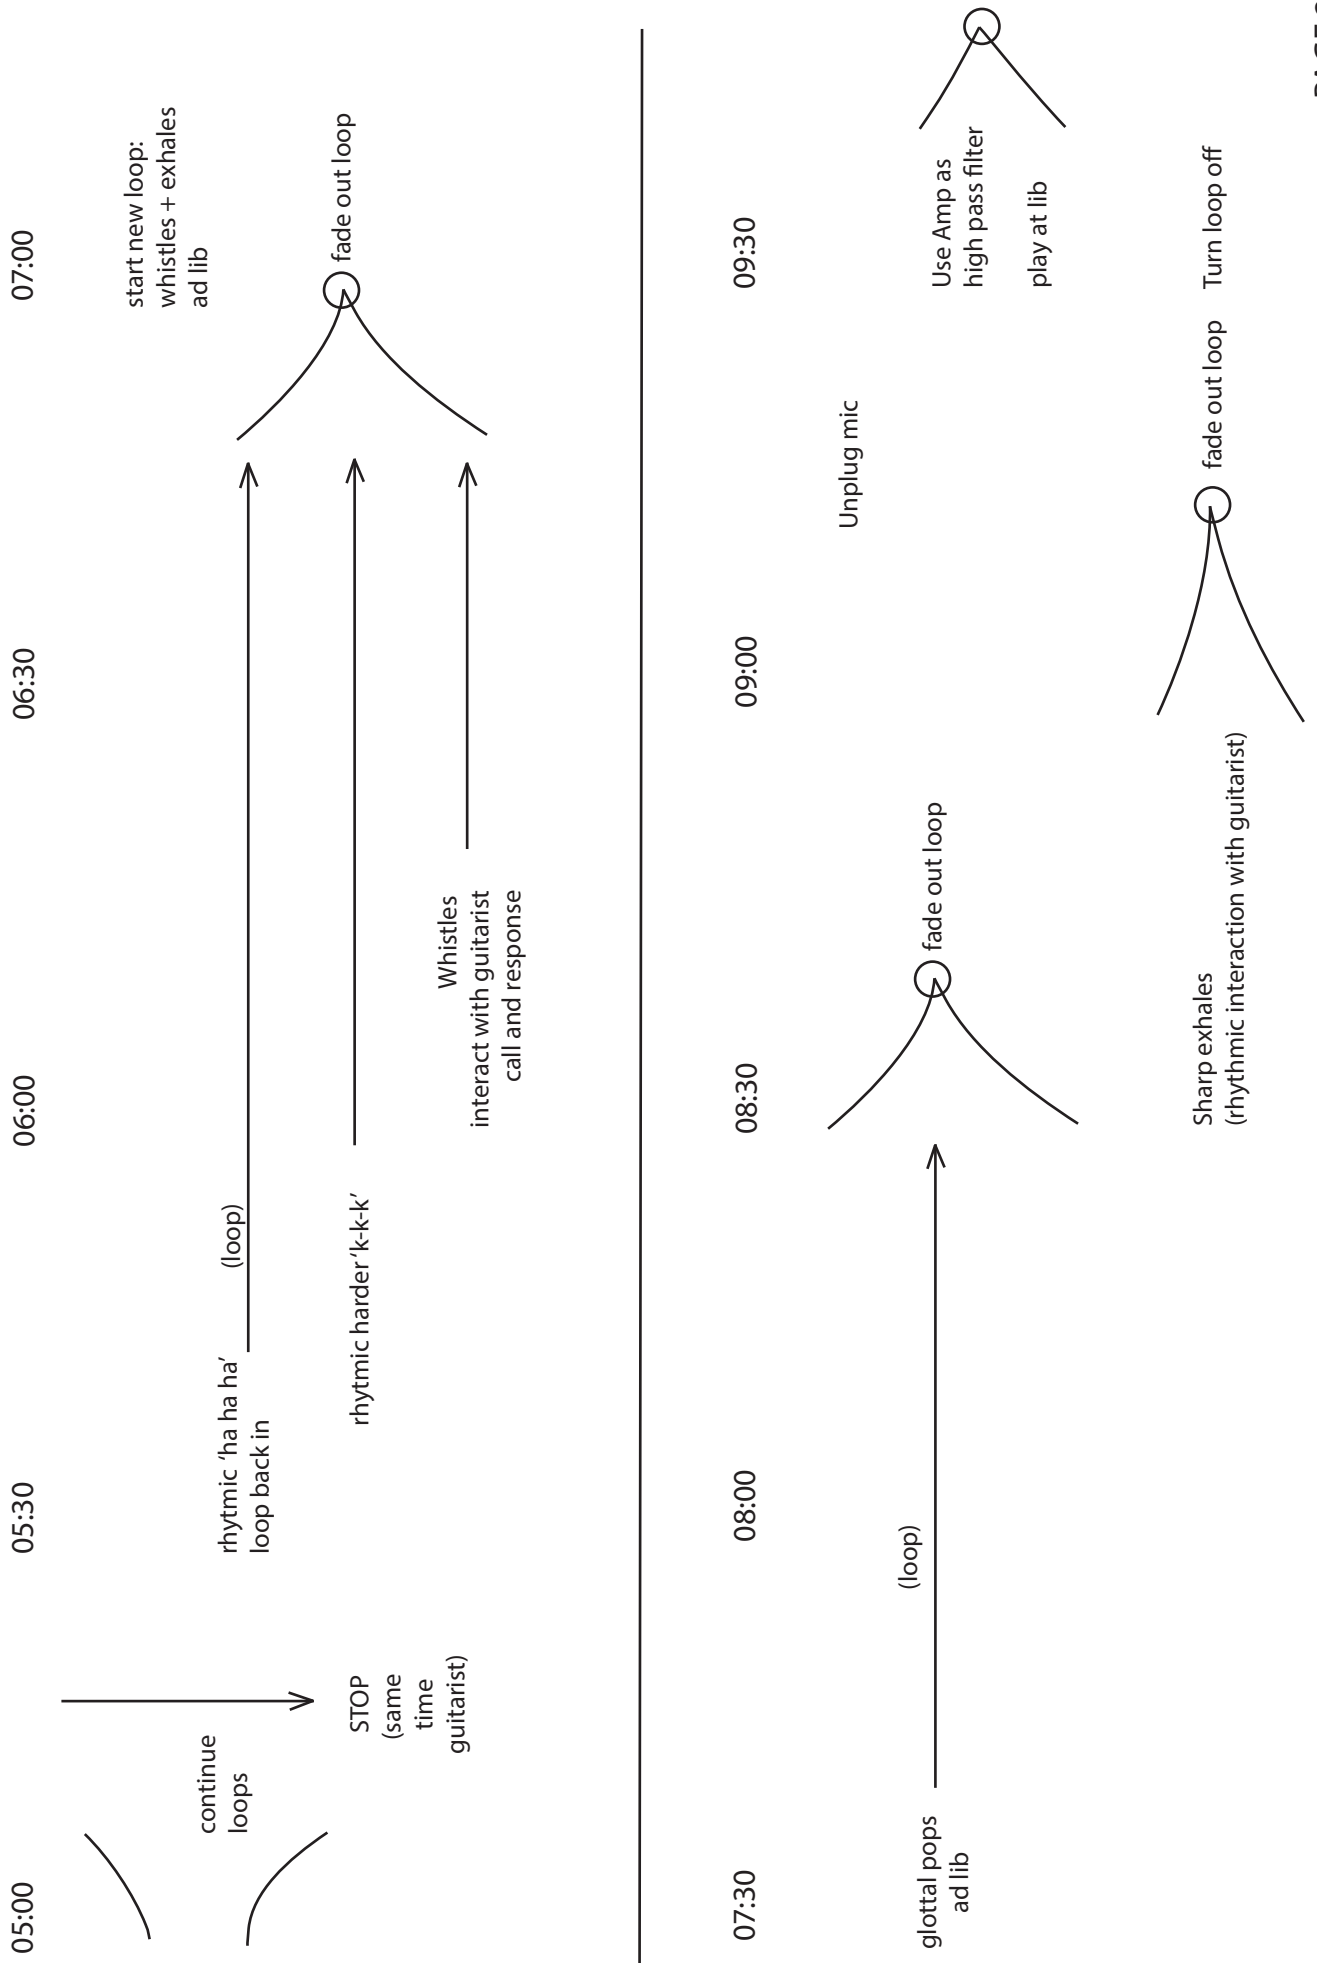 05:00
05:30
06:00
06:30
07:00
continue
loops
STOP
(same
time
guitarist)
rhytmic ‘ha ha ha’
loop back in
(loop)
rhytmic harder ‘k-k-k’
Whistles
interact with guitarist
call and response
start new loop:
whistles + exhales
ad lib
fade out loop
07:30
08:00
08:30
09:00
09:30
glottal pops
ad lib
(loop)
fade out loop
Sharp exhales
(rhythmic interaction with guitarist)
Unplug mic
fade out loop
Use Amp as
high pass filter
play at lib
Turn loop off